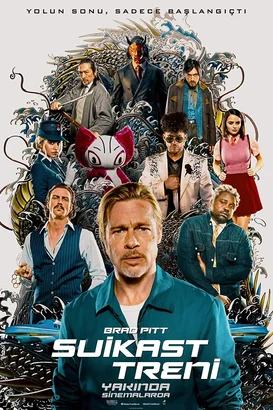 YOLUN SONU, SADECE BAŞLANGIÇTI
BRAD PITT
SUİKAST
TRENİ
YAKINDA
SİNEMALARDA